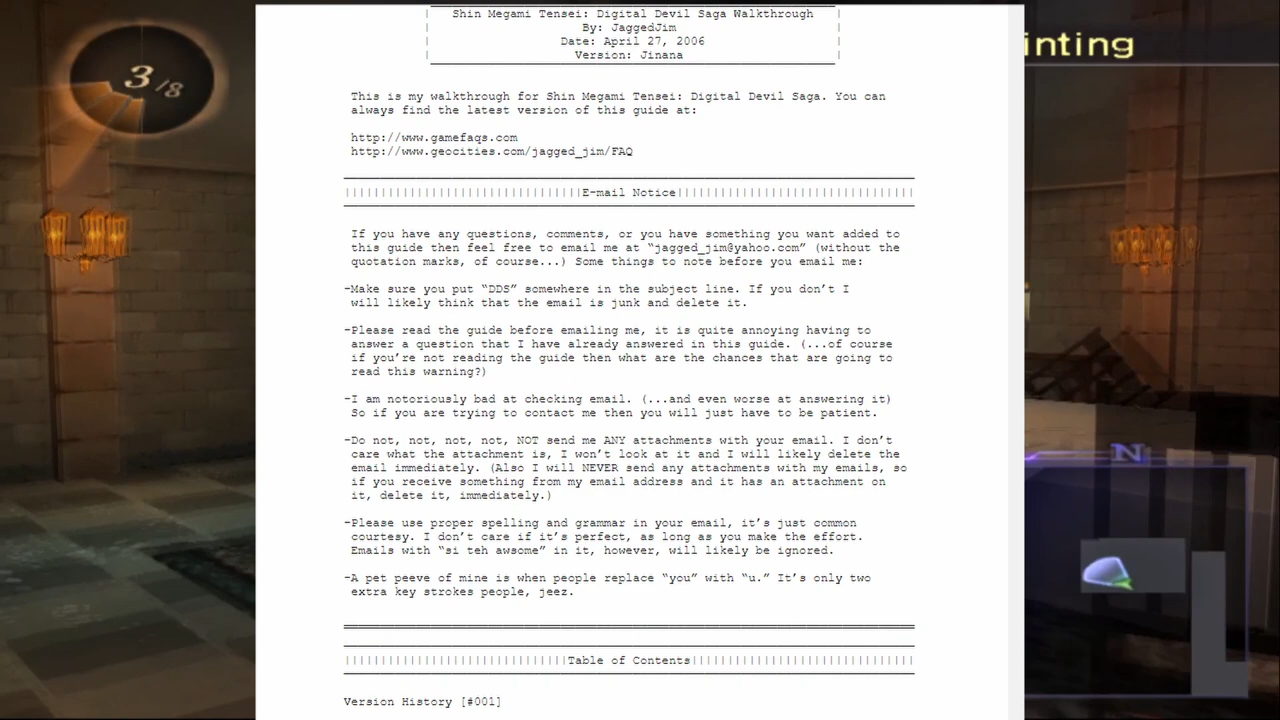 Shin Megami Tensei: Digital Devil Saga Walkthrough
By: JaggedJim
Date: April 27, 2006
Version: Jinana
3/8
inting
This is my walkthrough for Shin Megami Tensei: Digital Devil Saga. You can
always find the latest version of this guide at:
http://www.gamefaqs.com
http://www.geocities.com/jagged_jim/FAQ
E-mail Notice
If you have any questions, comments, or you have something you want added to
this guide then feel free to email me at “jagged_jim@yahoo.com” (without the
quotation marks, of course...) Some things to note before you email me:
-Make sure you put “DDS” somewhere in the subject line. If you don’t I
will likely think that the email is junk and delete it.
-Please read the guide before emailing me, it is quite annoying having to
answer a question that I have already answered in this guide. (...of course
if you’re not reading the guide then what are the chances that are going to
read this warning?)
-I am notoriously bad at checking email. (...and even worse at answering it)
So if you are trying to contact me then you will just have to be patient.
-Do not, not, not, not, NOT send me ANY attachments with your email. I don’t
care what the attachment is, I won’t look at it and I will likely delete the
email immediately. (Also I will NEVER send any attachments with my emails, so
if you receive something from my email address and it has an attachment on
it, delete it, immediately.)
-Please use proper spelling and grammar in your email, it’s just common
courtesy. I don’t care if it’s perfect, as long as you make the effort.
Emails with “si teh awsome” in it, however, will likely be ignored.
-A pet peeve of mine is when people replace “you” with “u.” It’s only two
extra key strokes people, jeez.
N
Table of Contents
Version History [#001]